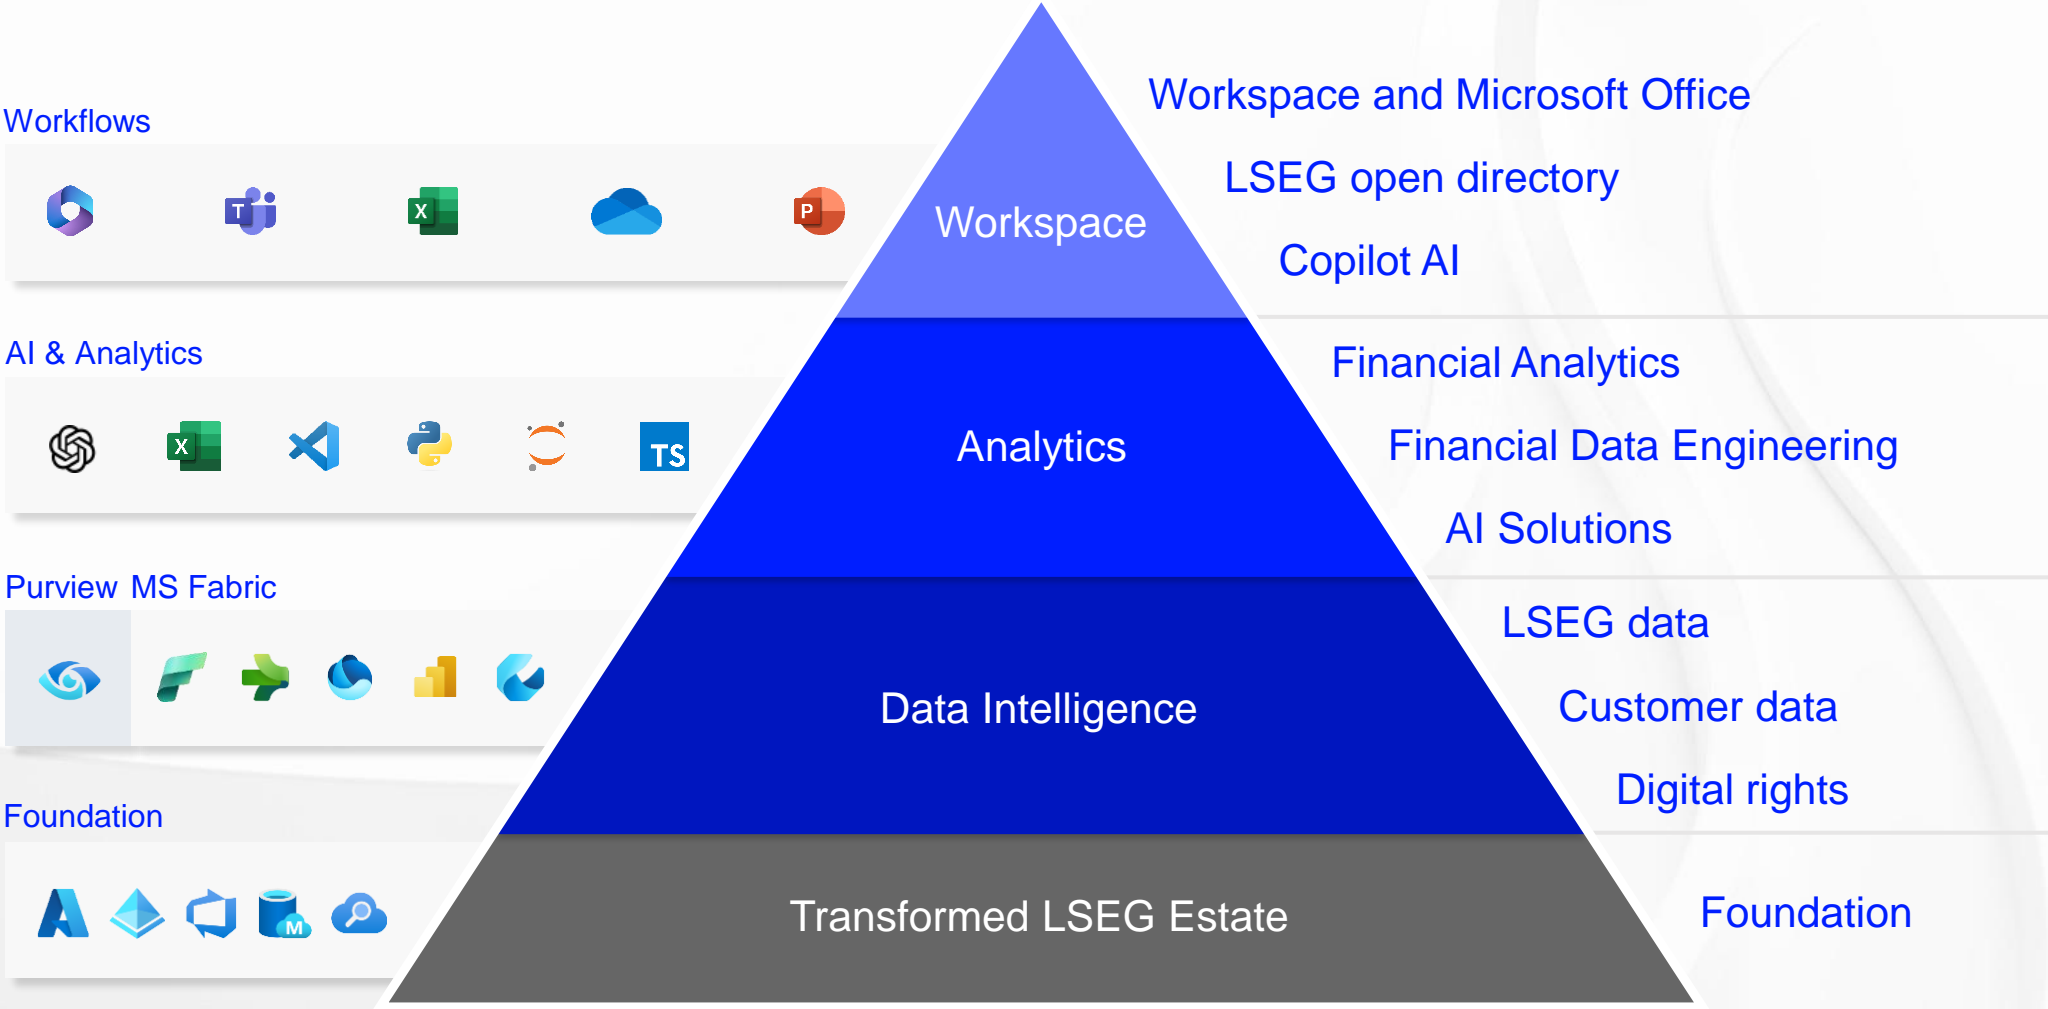 Workflows
T
X
P
AI & Analytics
X
TS
Purview MS Fabric
Foundation
M
Workspace
Analytics
Data Intelligence
Transformed LSEG Estate
Workspace and Microsoft Office
LSEG open directory
Copilot AI
Financial Analytics
Financial Data Engineering
AI Solutions
LSEG data
Customer data
Digital rights
Foundation